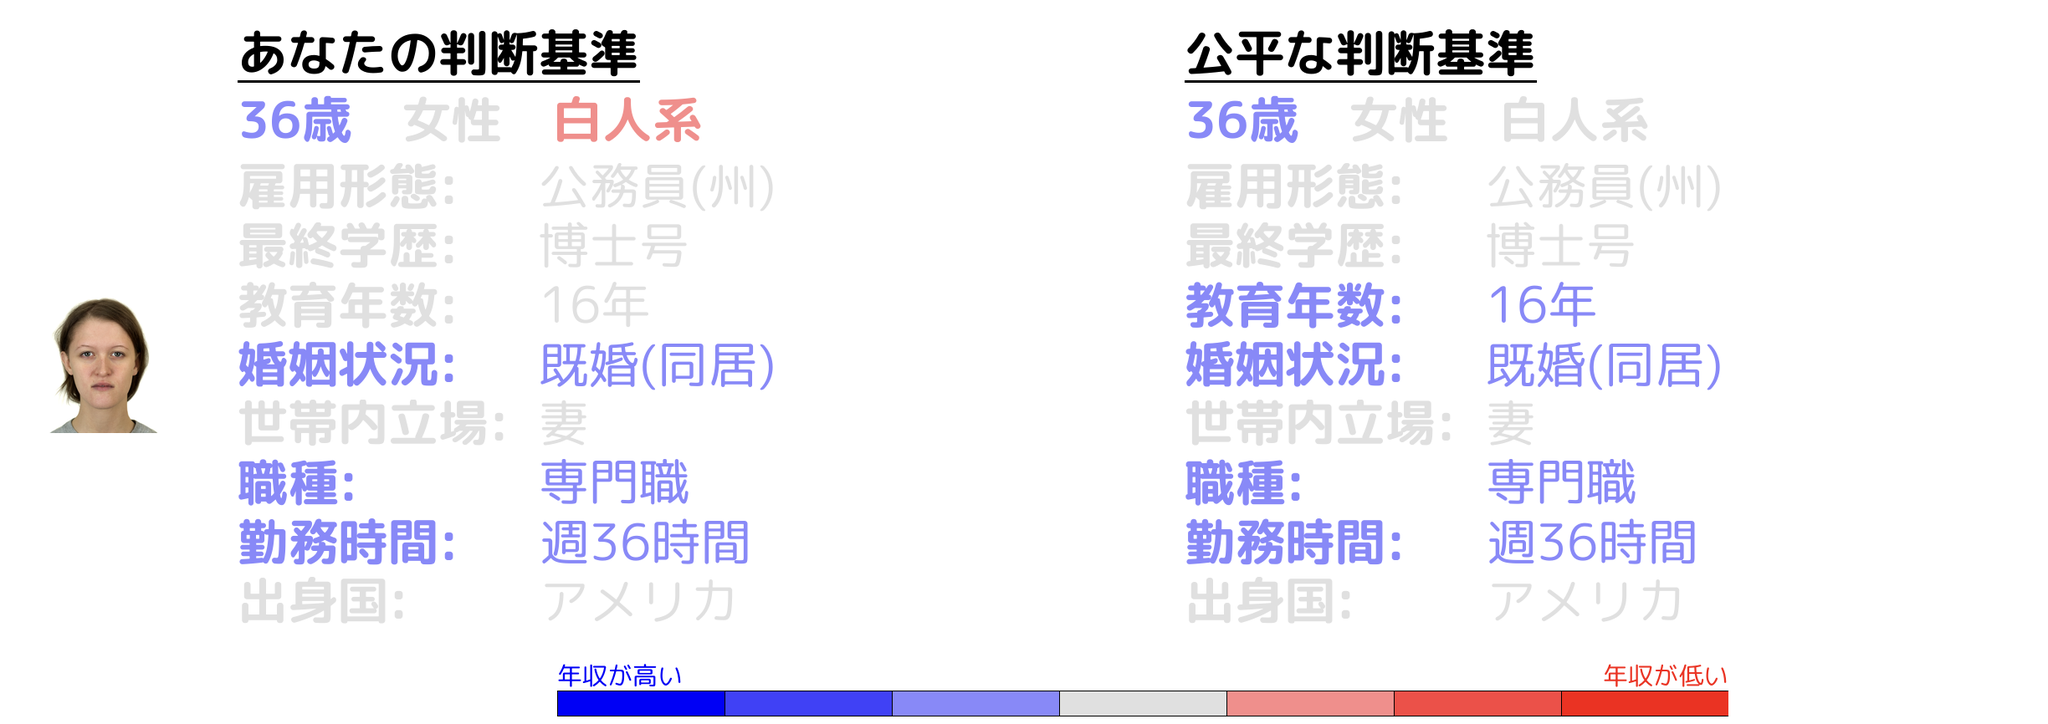 あなたの判断基準
36歳 女性 白人系
雇用形態: 公務員(州)
最終学歴: 博士号
教育年数: 16年
婚姻状況: 既婚(同居)
世帯内立場: 妻
職種: 専門職
勤務時間: 週36時間
出身国: アメリカ
公平な判断基準
36歳 女性 白人系
雇用形態: 公務員(州)
最終学歴: 博士号
教育年数: 16年
婚姻状況: 既婚(同居)
世帯内立場: 妻
職種: 専門職
勤務時間: 週36時間
出身国: アメリカ
年収が高い
年収が低い